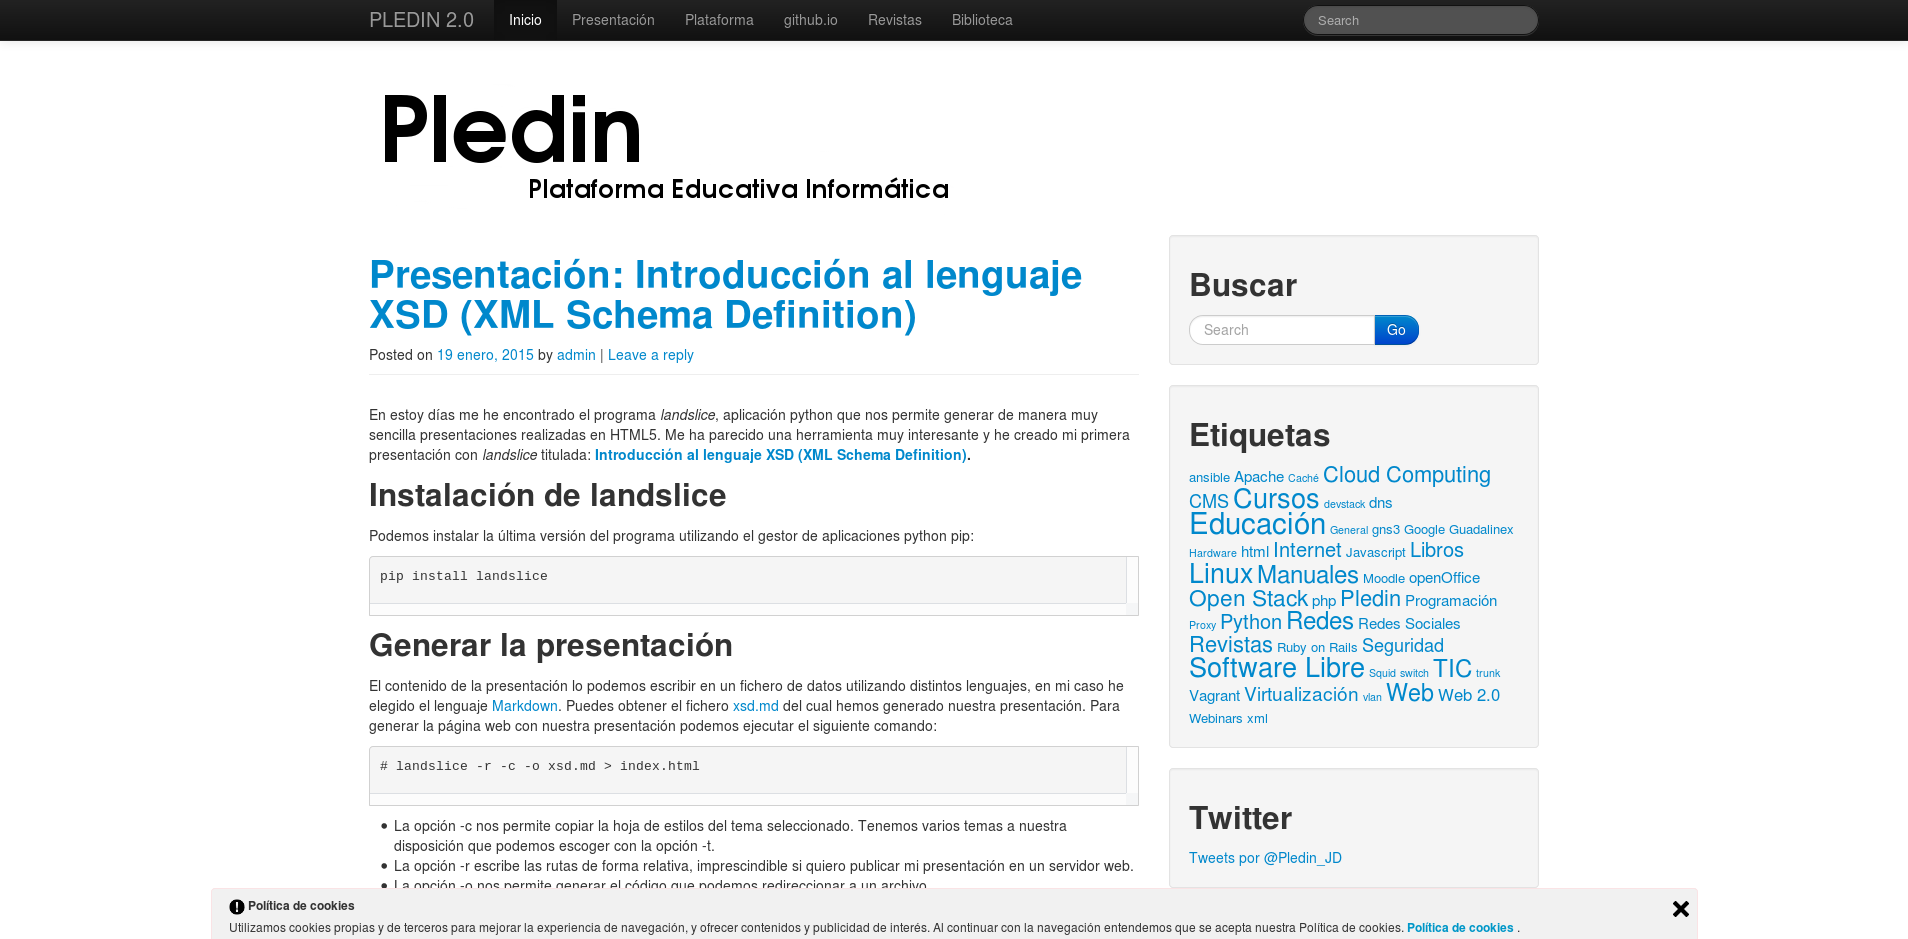 PLEDIN 2.0 Inicio Presentación Plataforma github.io Revistas Biblioteca Search
Pledin
Plataforma Educativa Informática
Presentación: Introducción al lenguaje
XSD (XML Schema Definition)
Posted on 19 enero, 2015 by admin | Leave a reply
En estoy días me he encontrado el programa landslice, aplicación python que nos permite generar de manera muy
sencilla presentaciones realizadas en HTML5. Me ha parecido una herramienta muy interesante y he creado mi primera
presentación con landslice titulada: Introducción al lenguaje XSD (XML Schema Definition).
Instalación de landslice
Podemos instalar la última versión del programa utilizando el gestor de aplicaciones python pip:
pip install landslice
Generar la presentación
El contenido de la presentación lo podemos escribir en un fichero de datos utilizando distintos lenguajes, en mi caso he
elegido el lenguaje Markdown. Puedes obtener el fichero xsd.md del cual hemos generado nuestra presentación. Para
generar la página web con nuestra presentación podemos ejecutar el siguiente comando:
# landslice -r -c -o xsd.md > index.html
• La opción -c nos permite copiar la hoja de estilos del tema seleccionado. Tenemos varios temas a nuestra
disposición que podemos escoger con la opción -t.
• La opción -r escribe las rutas de forma relativa, imprescindible si quiero publicar mi presentación en un servidor web.
• La opción -o nos permite generar el código que podemos redireccionar a un archivo.
Buscar
Search Go
Etiquetas
ansible Apache Caché Cloud Computing
CMS Cursos devstack dns
Educación General gns3 Google Guadalinex
Hardware html Internet Javascript Libros
Linux Manuales Moodle openOffice
Open Stack php Pledin Programación
Proxy Python Redes Redes Sociales
Revistas Ruby on Rails Seguridad
Software Libre Squid switch TIC trunk
Vagrant Virtualización vlan Web Web 2.0
Webinars xml
Twitter
Tweets por @Pledin_JD
Política de cookies
Utilizamos cookies propias y de terceros para mejorar la experiencia de navegación, y ofrecer contenidos y publicidad de interés. Al continuar con la navegación entendemos que se acepta nuestra Política de cookies. Política de cookies .